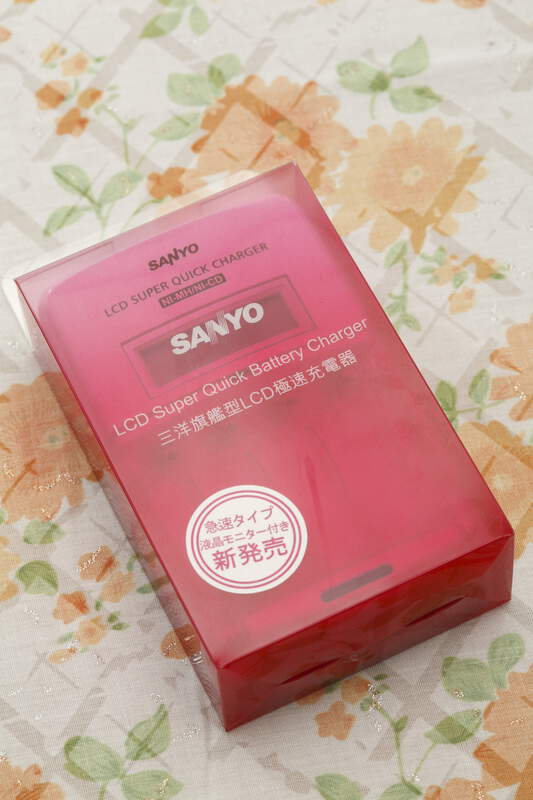 SANYO
LCD SUPER QUICK CHARGER
NI-MH/NI-CD
SANYO
LCD Super Quick Battery Charger
三洋旗艦型LCD極速充電器
急速タイプ
液晶モニター付き
新発売